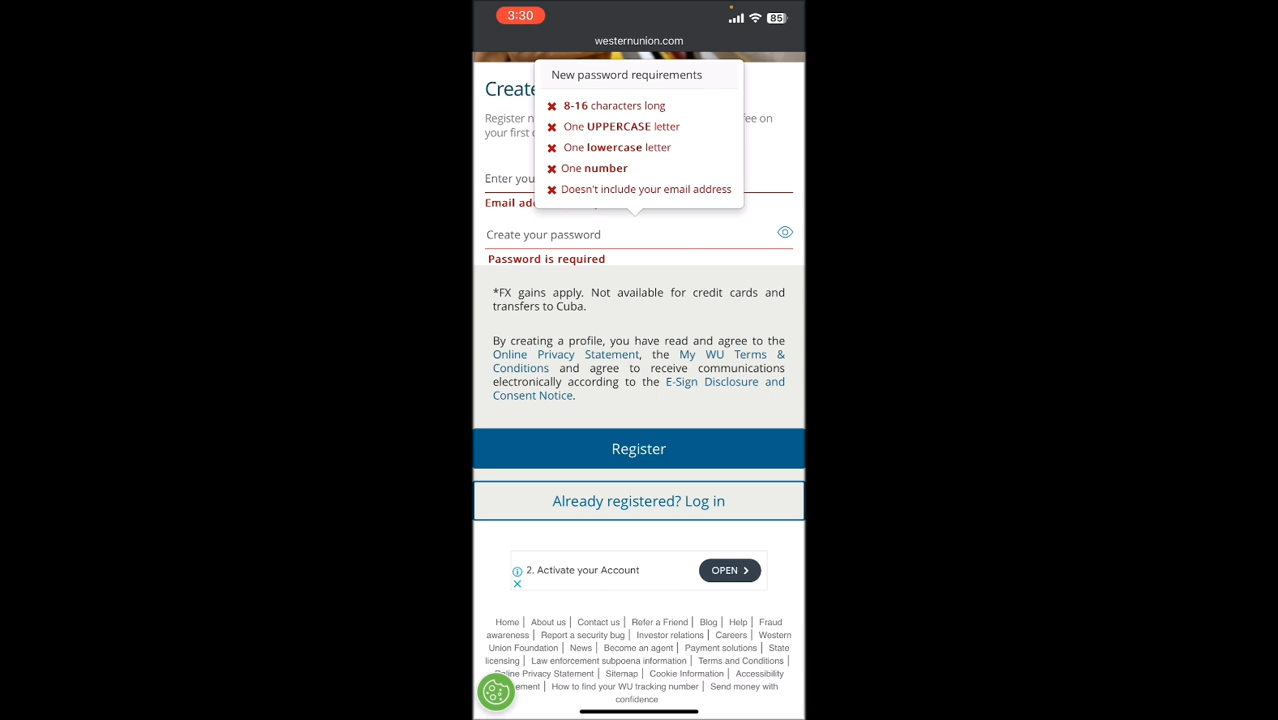 3:30
85
westernunion.com
New password requirements
✖ 8-16 characters long
✖ One UPPERCASE letter
✖ One lowercase letter
✖ One number
✖ Doesn't include your email address
Create
Register n fee on
your first
Enter you
Email ad
Create your password
Password is required
*FX gains apply. Not available for credit cards and
transfers to Cuba.
By creating a profile, you have read and agree to the
Online Privacy Statement, the My WU Terms &
Conditions and agree to receive communications
electronically according to the E-Sign Disclosure and
Consent Notice.
Register
Already registered? Log in
2. Activate your Account
OPEN >
Home | About us | Contact us | Refer a Friend | Blog | Help | Fraud
awareness | Report a security bug | Investor relations | Careers | Western
Union Foundation | News | Become an agent | Payment solutions | State
licensing | Law enforcement subpoena information | Terms and Conditions |
Online Privacy Statement | Sitemap | Cookie Information | Accessibility
ement | How to find your WU tracking number | Send money with
confidence